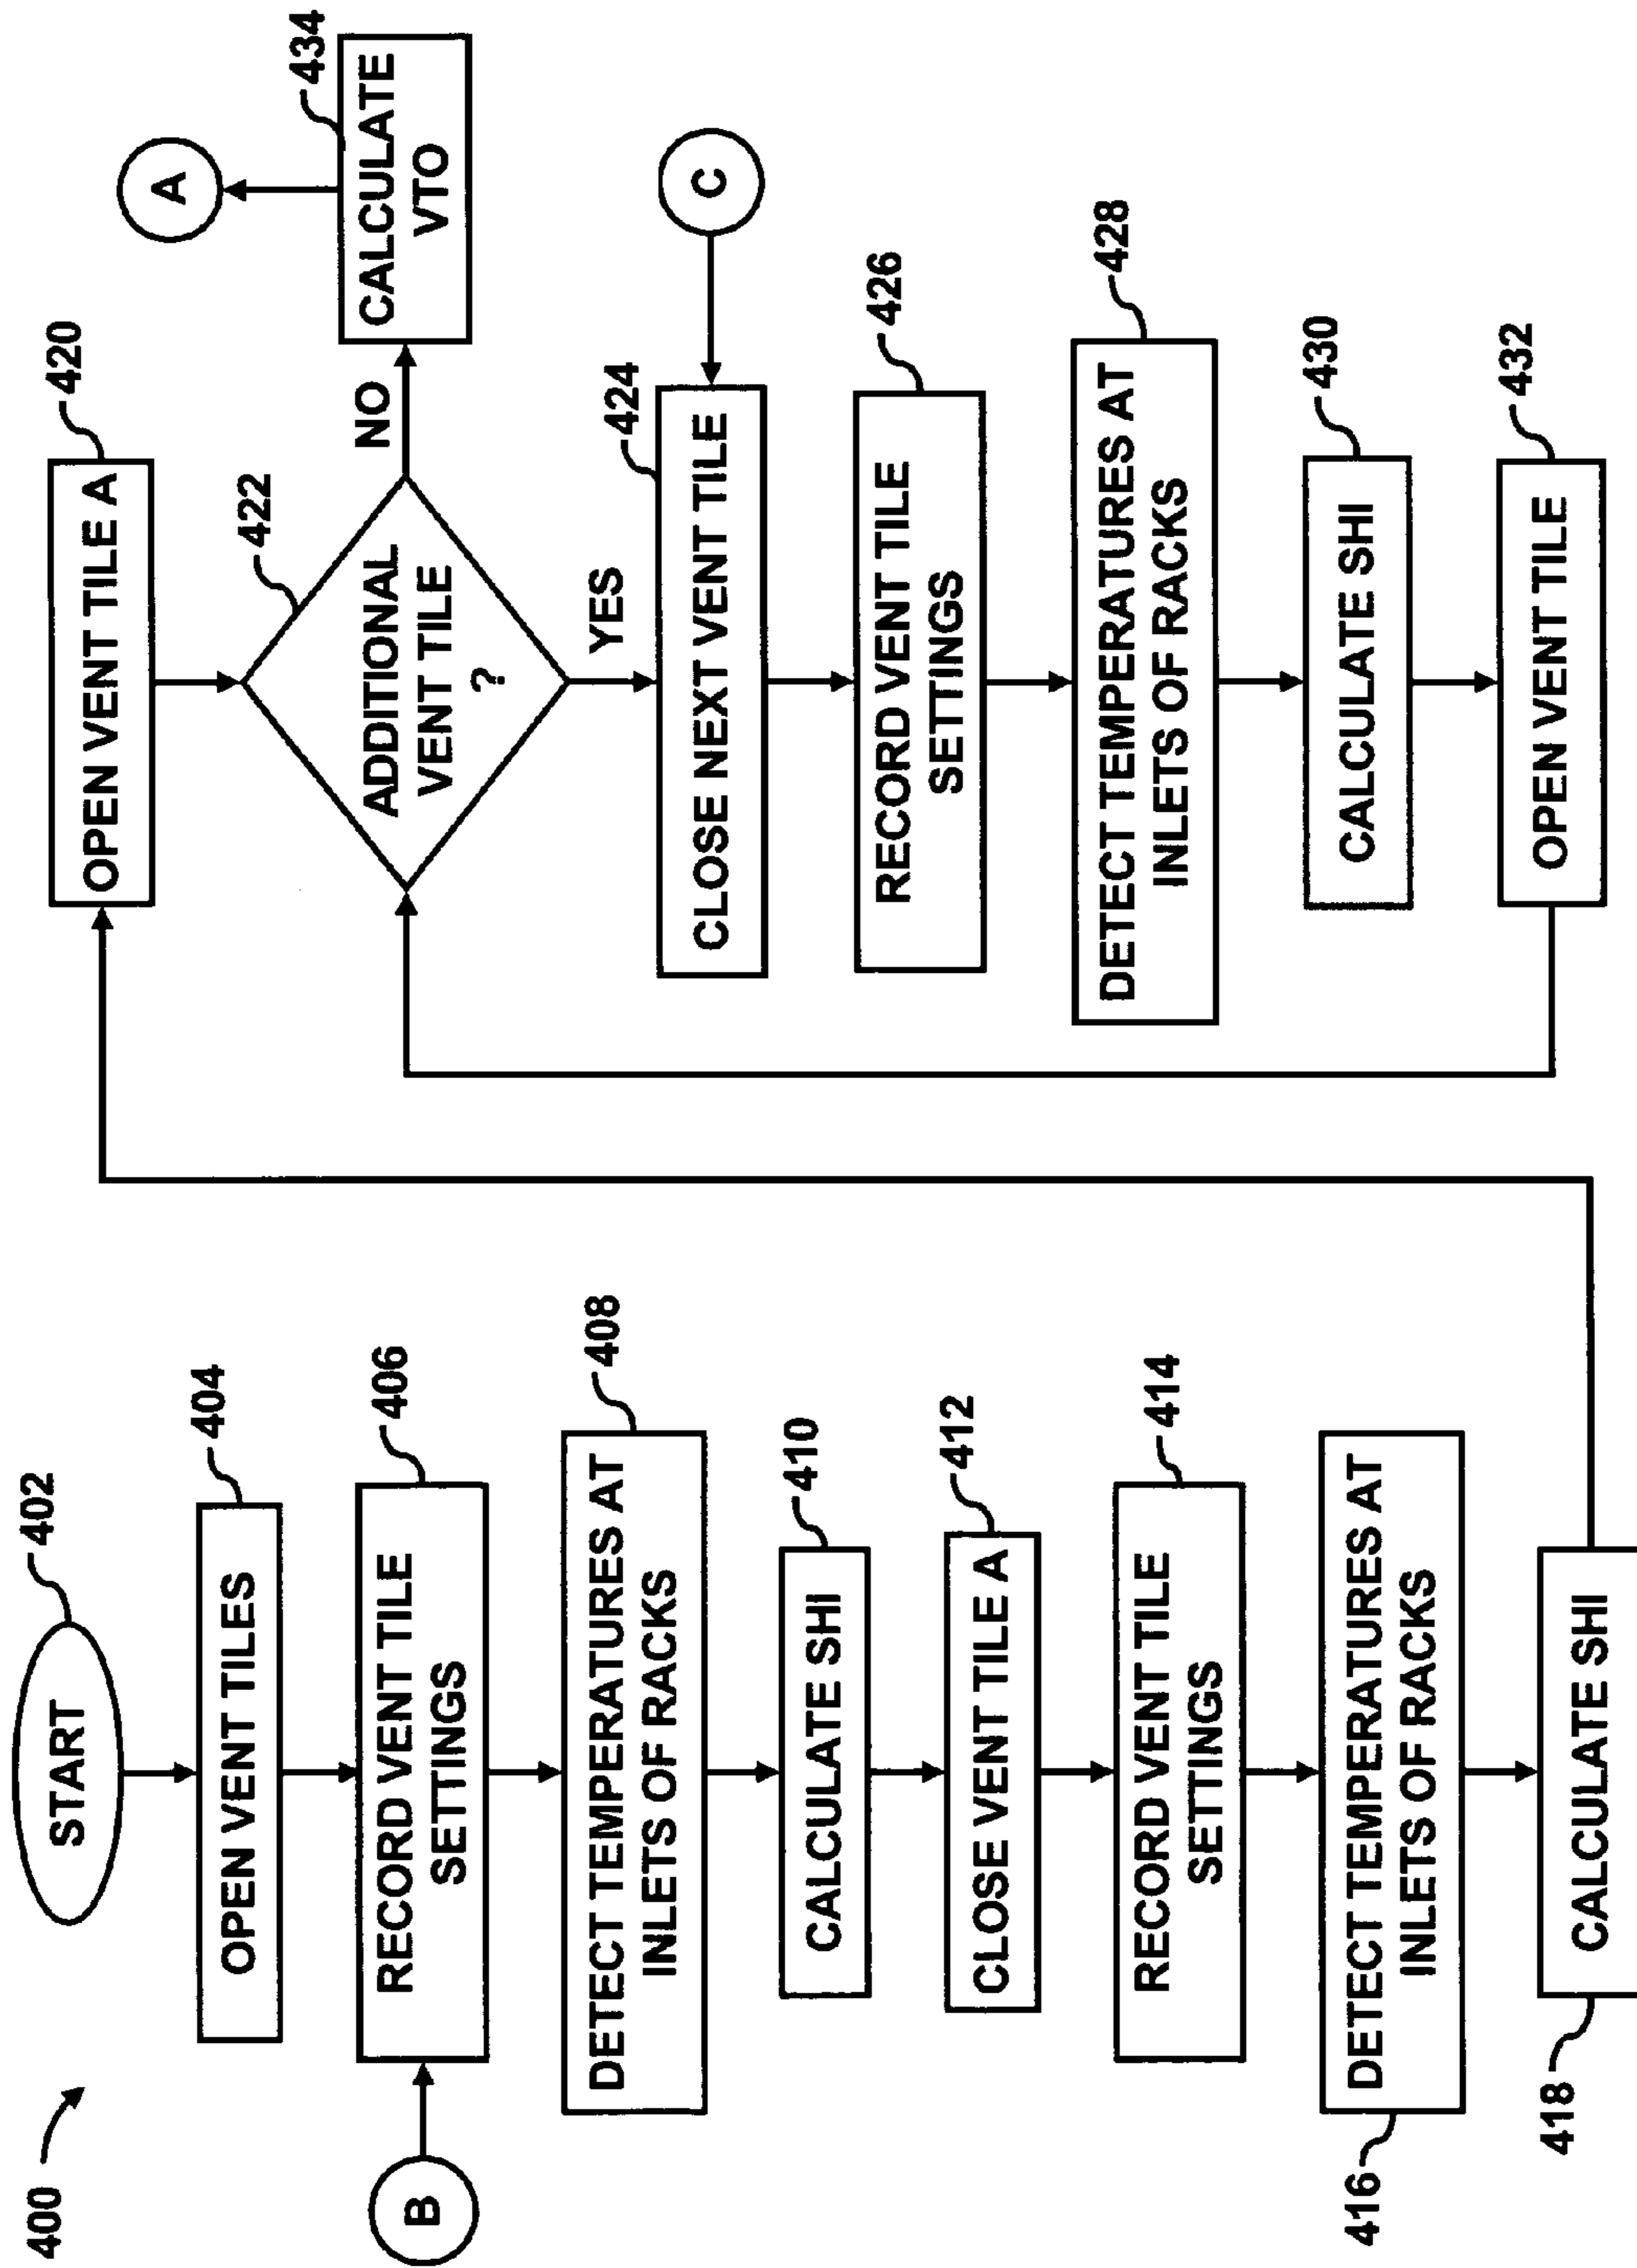 400
START
402
OPEN VENT TILES
404
B
RECORD VENT TILE
SETTINGS
406
DETECT TEMPERATURES AT
INLETS OF RACKS
408
CALCULATE SHI
410
CLOSE VENT TILE A
412
RECORD VENT TILE
SETTINGS
414
DETECT TEMPERATURES AT
INLETS OF RACKS
416
CALCULATE SHI
418
OPEN VENT TILE A
420
ADDITIONAL
VENT TILE
?
422
NO
CALCULATE
VTO
434
A
YES
CLOSE NEXT VENT TILE
424
C
RECORD VENT TILE
SETTINGS
426
DETECT TEMPERATURES AT
INLETS OF RACKS
428
CALCULATE SHI
430
OPEN VENT TILE
432